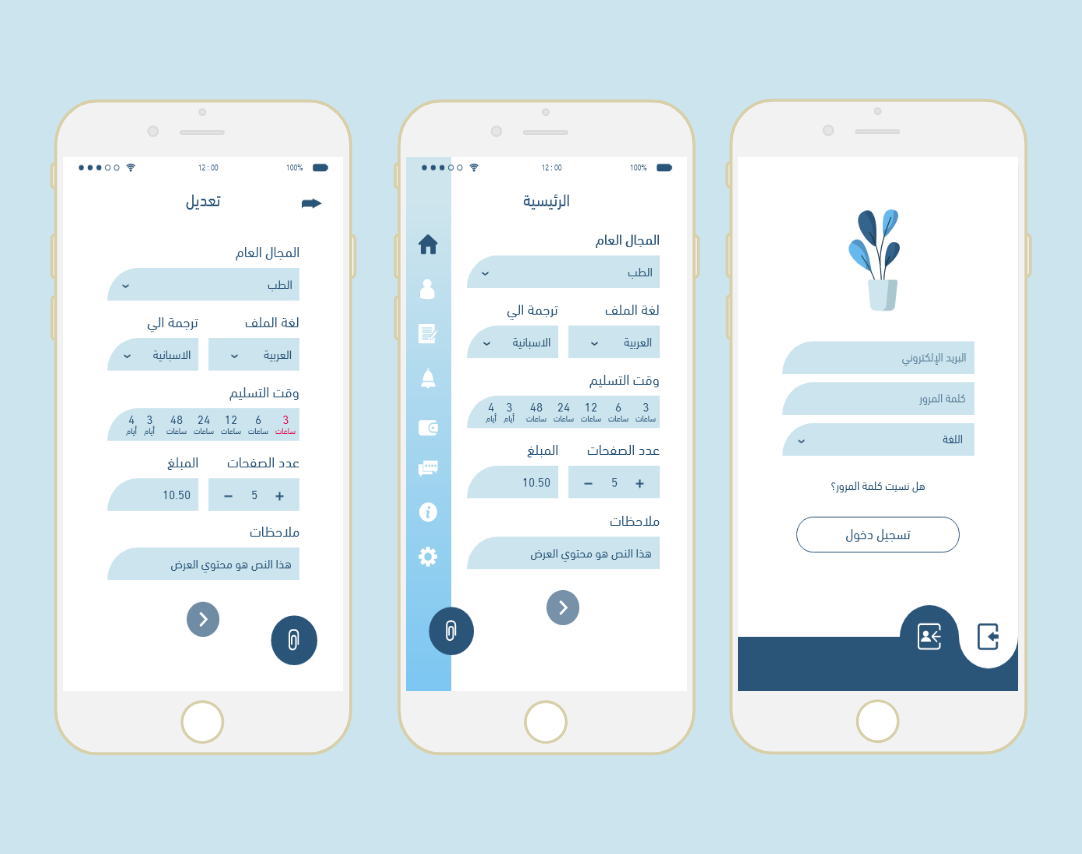 12:00
100%
تعديل
المجال العام
الطب
لغة الملف ترجمة الي
العربية الاسبانية
وقت التسليم
3 6 12 24 48 3 4
ساعات ساعات ساعات ساعات ساعات أيام أيام
عدد الصفحات المبلغ
+ 5 − 10.50
ملاحظات
هذا النص هو محتوي العرض
12:00
100%
الرئيسية
المجال العام
الطب
لغة الملف ترجمة الي
العربية الاسبانية
وقت التسليم
3 6 12 24 48 3 4
ساعات ساعات ساعات ساعات ساعات أيام أيام
عدد الصفحات المبلغ
+ 5 − 10.50
ملاحظات
هذا النص هو محتوي العرض
البريد الإلكتروني
كلمة المرور
اللغة
هل نسيت كلمة المرور؟
تسجيل دخول